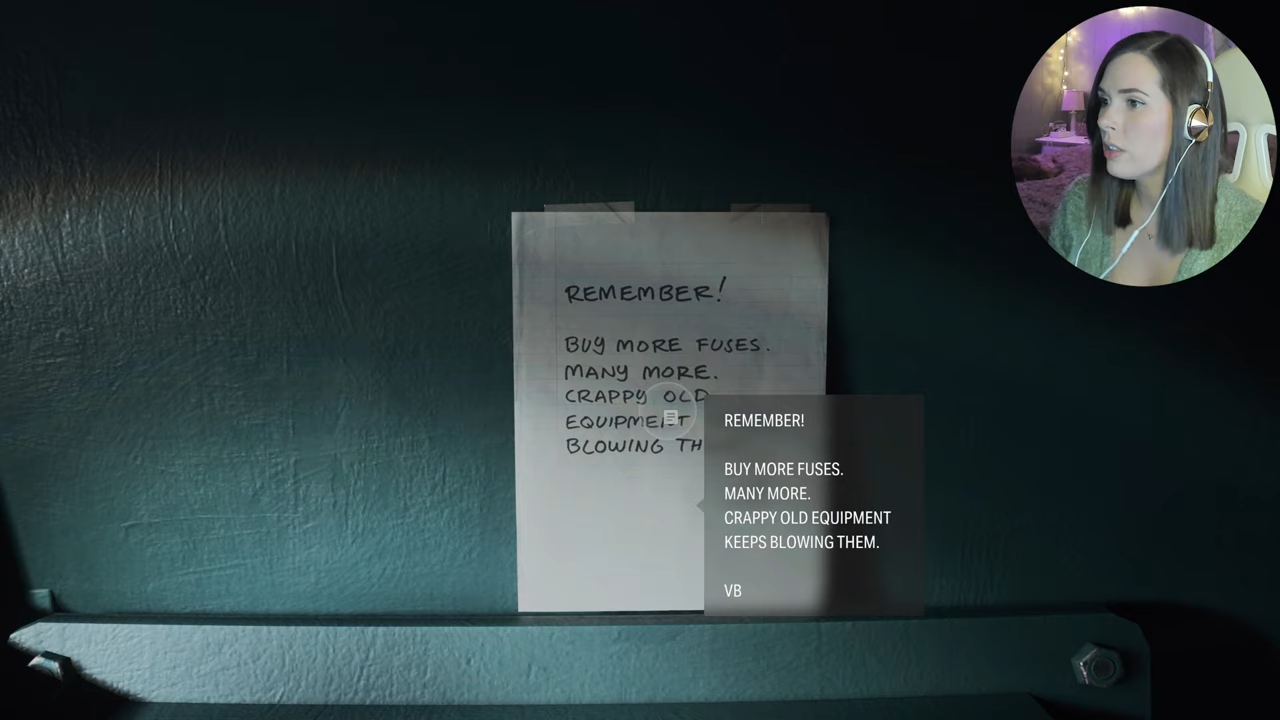 REMEMBER!
BUY MORE FUSES.
MANY MORE.
CRAPPY OLD
EQUIPMENT
BLOWING TH
REMEMBER!
BUY MORE FUSES.
MANY MORE.
CRAPPY OLD EQUIPMENT
KEEPS BLOWING THEM.
VB